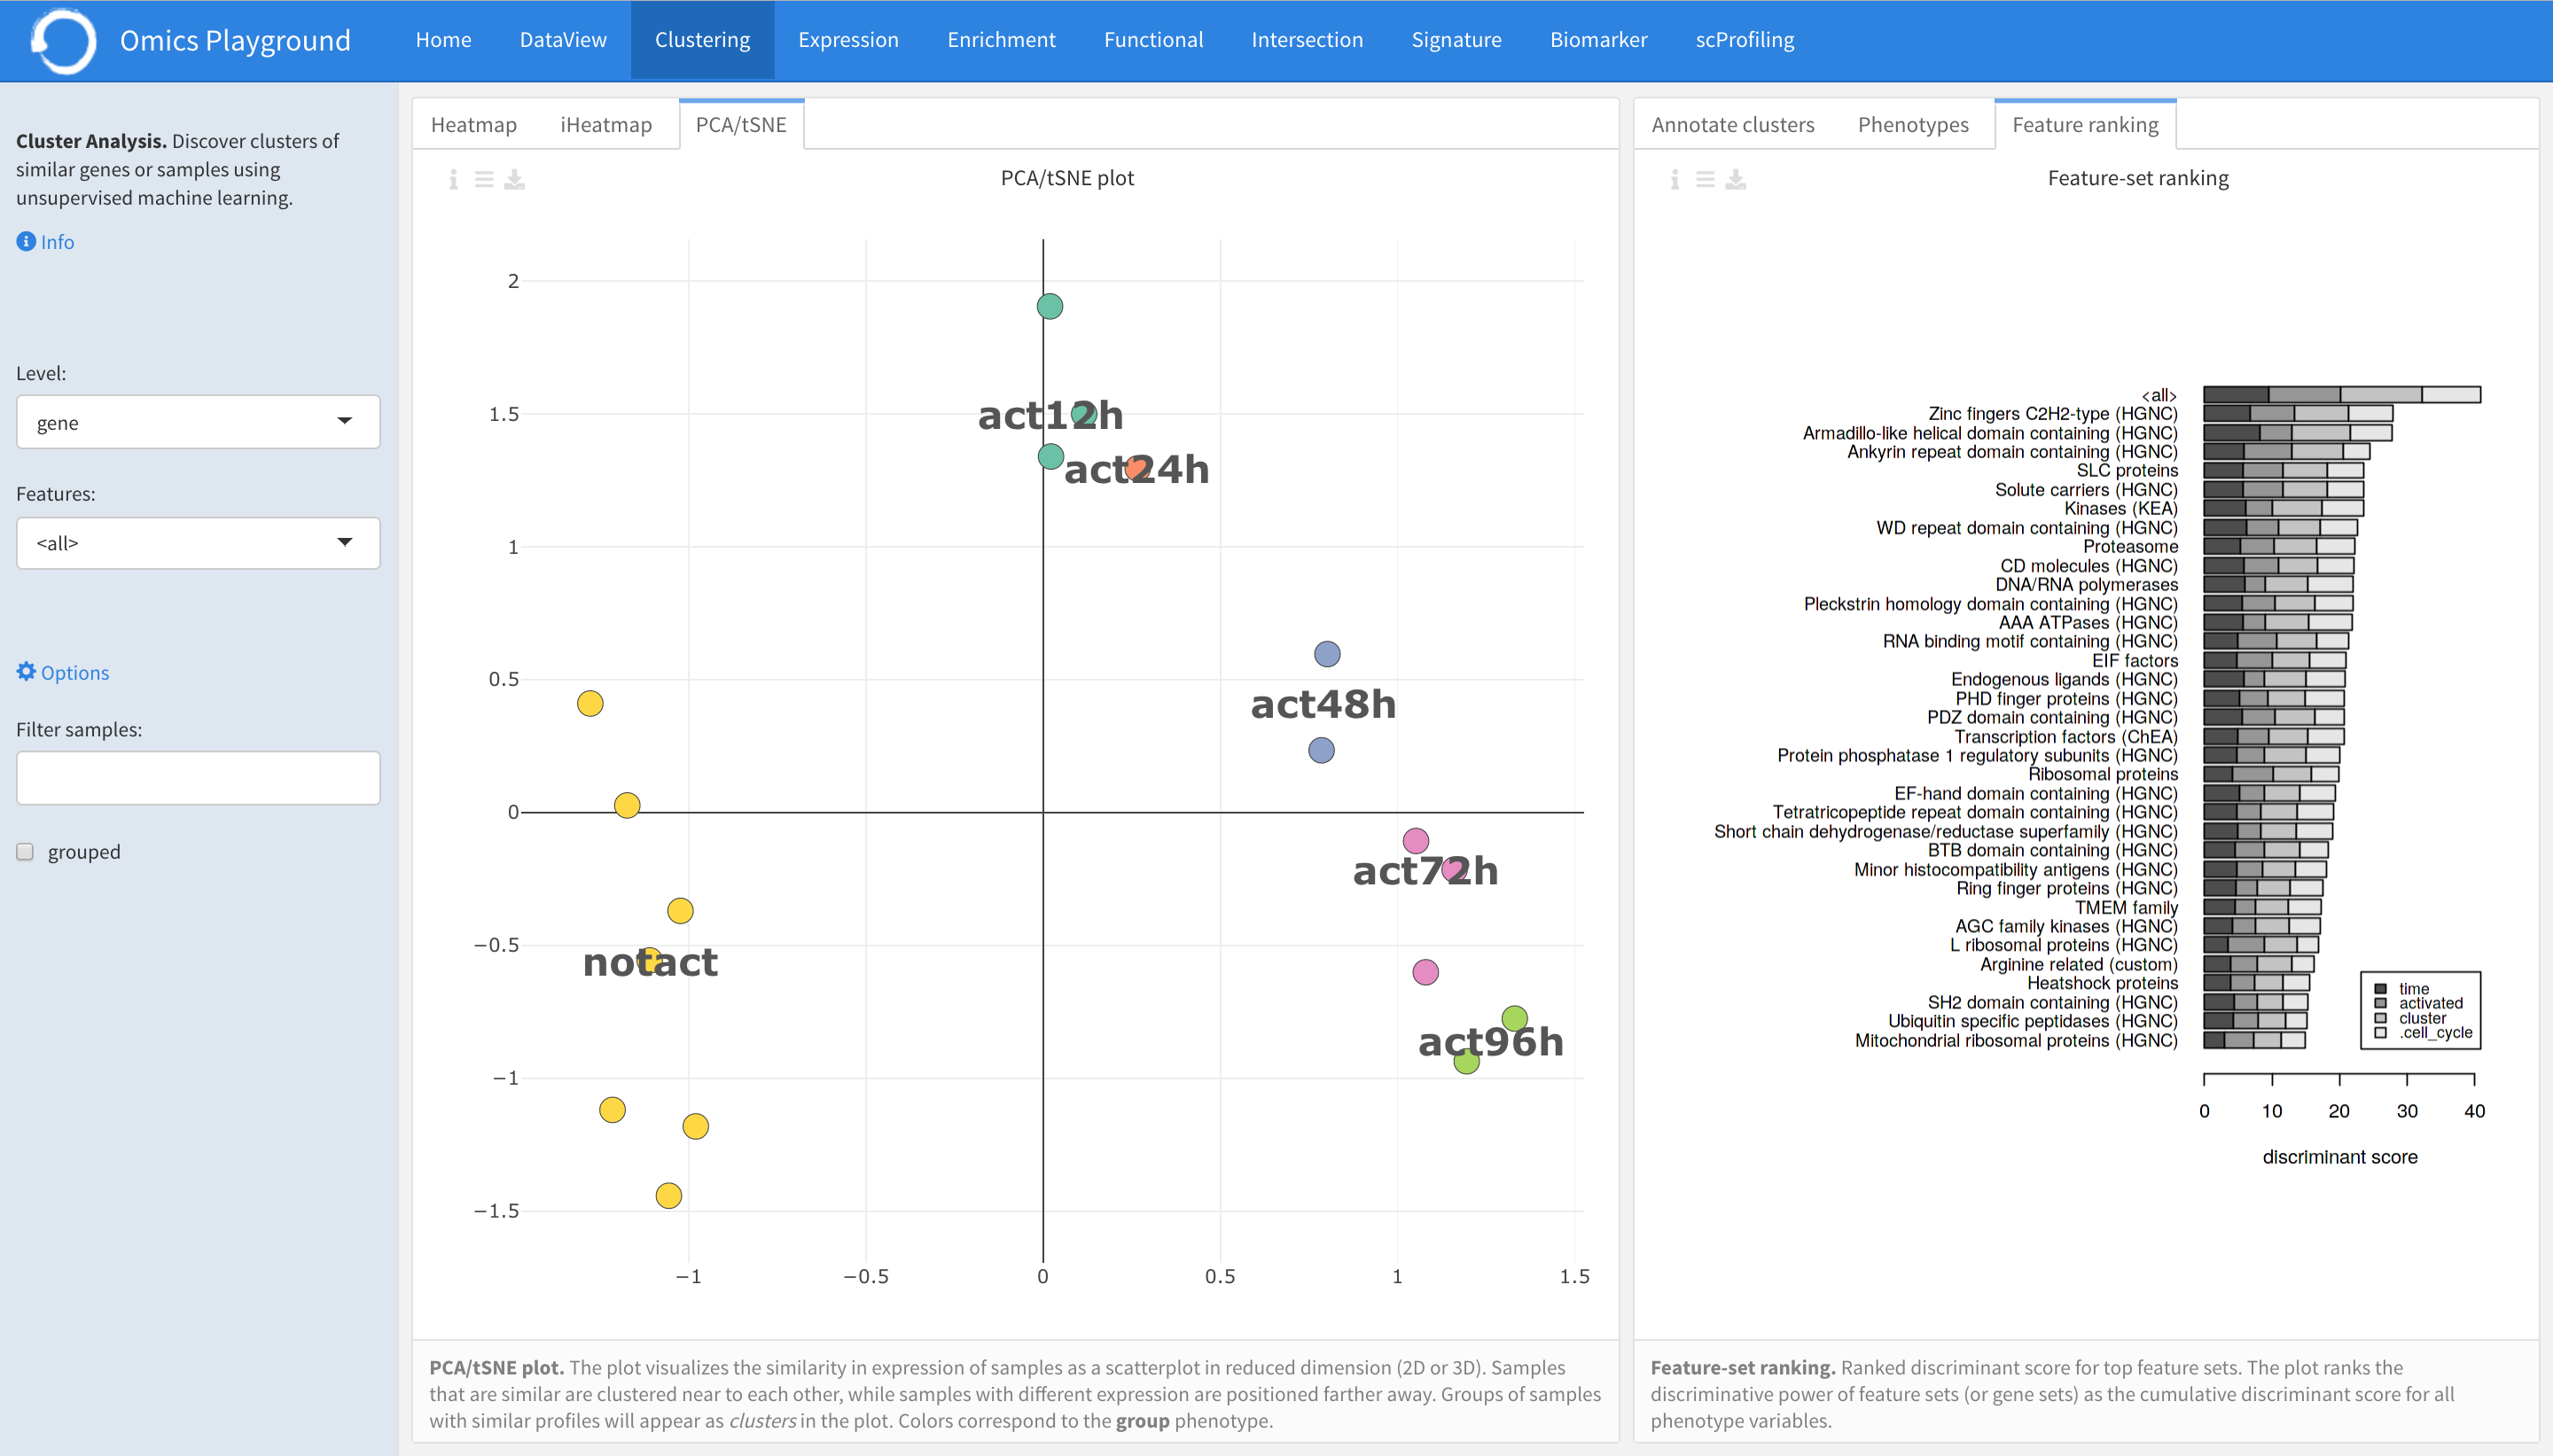 Omics Playground
Home
DataView
Clustering
Expression
Enrichment
Functional
Intersection
Signature
Biomarker
scProfiling
Cluster Analysis. Discover clusters of
similar genes or samples using
unsupervised machine learning.
Info
Level:
gene
Features:
<all>
Options
Filter samples:
grouped
Heatmap
iHeatmap
PCA/tSNE
PCA/tSNE plot
2
1.5
1
0.5
0
−0.5
−1
−1.5
act12h
act24h
act48h
act72h
notact
act96h
−1
−0.5
0
0.5
1
1.5
PCA/tSNE plot. The plot visualizes the similarity in expression of samples as a scatterplot in reduced dimension (2D or 3D). Samples
that are similar are clustered near to each other, while samples with different expression are positioned farther away. Groups of samples
with similar profiles will appear as clusters in the plot. Colors correspond to the group phenotype.
Annotate clusters
Phenotypes
Feature ranking
Feature-set ranking
<all>
Zinc fingers C2H2-type (HGNC)
Armadillo-like helical domain containing (HGNC)
Ankyrin repeat domain containing (HGNC)
SLC proteins
Solute carriers (HGNC)
Kinases (KEA)
WD repeat domain containing (HGNC)
Proteasome
CD molecules (HGNC)
DNA/RNA polymerases
Pleckstrin homology domain containing (HGNC)
AAA ATPases (HGNC)
RNA binding motif containing (HGNC)
EIF factors
Endogenous ligands (HGNC)
PHD finger proteins (HGNC)
PDZ domain containing (HGNC)
Transcription factors (ChEA)
Protein phosphatase 1 regulatory subunits (HGNC)
Ribosomal proteins
EF-hand domain containing (HGNC)
Tetratricopeptide repeat domain containing (HGNC)
Short chain dehydrogenase/reductase superfamily (HGNC)
BTB domain containing (HGNC)
Minor histocompatibility antigens (HGNC)
Ring finger proteins (HGNC)
TMEM family
AGC family kinases (HGNC)
L ribosomal proteins (HGNC)
Arginine related (custom)
Heatshock proteins
SH2 domain containing (HGNC)
Ubiquitin specific peptidases (HGNC)
Mitochondrial ribosomal proteins (HGNC)
time
activated
cluster
.cell_cycle
0
10
20
30
40
discriminant score
Feature-set ranking. Ranked discriminant score for top feature sets. The plot ranks the
discriminative power of feature sets (or gene sets) as the cumulative discriminant score for all
phenotype variables.